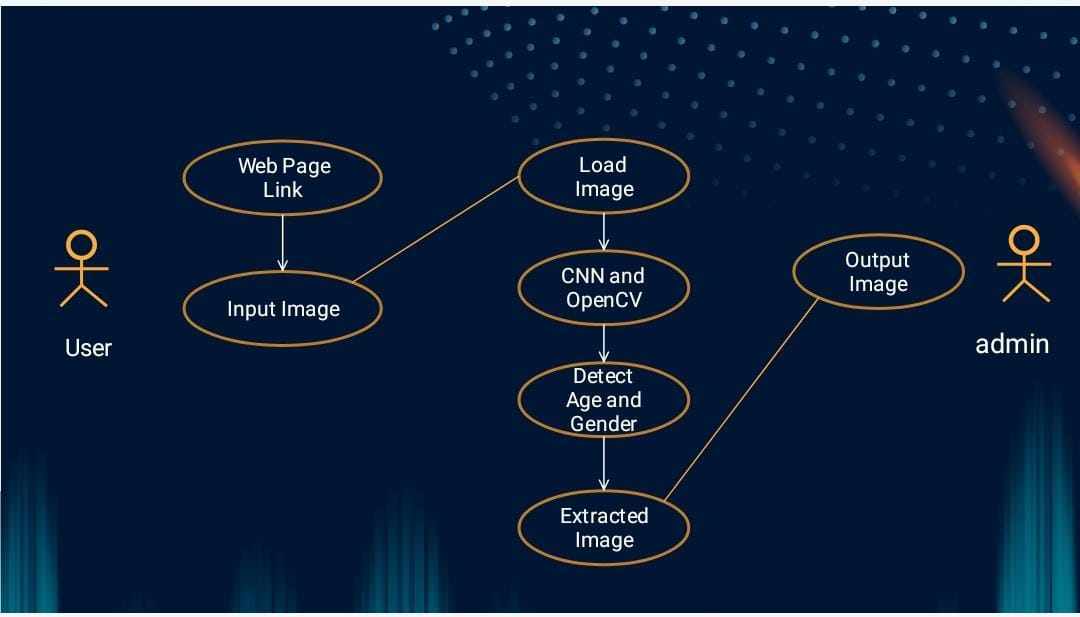 Web Page
Link
Input Image
User
Load
Image
CNN and
OpenCV
Detect
Age and
Gender
Extracted
Image
Output
Image
admin